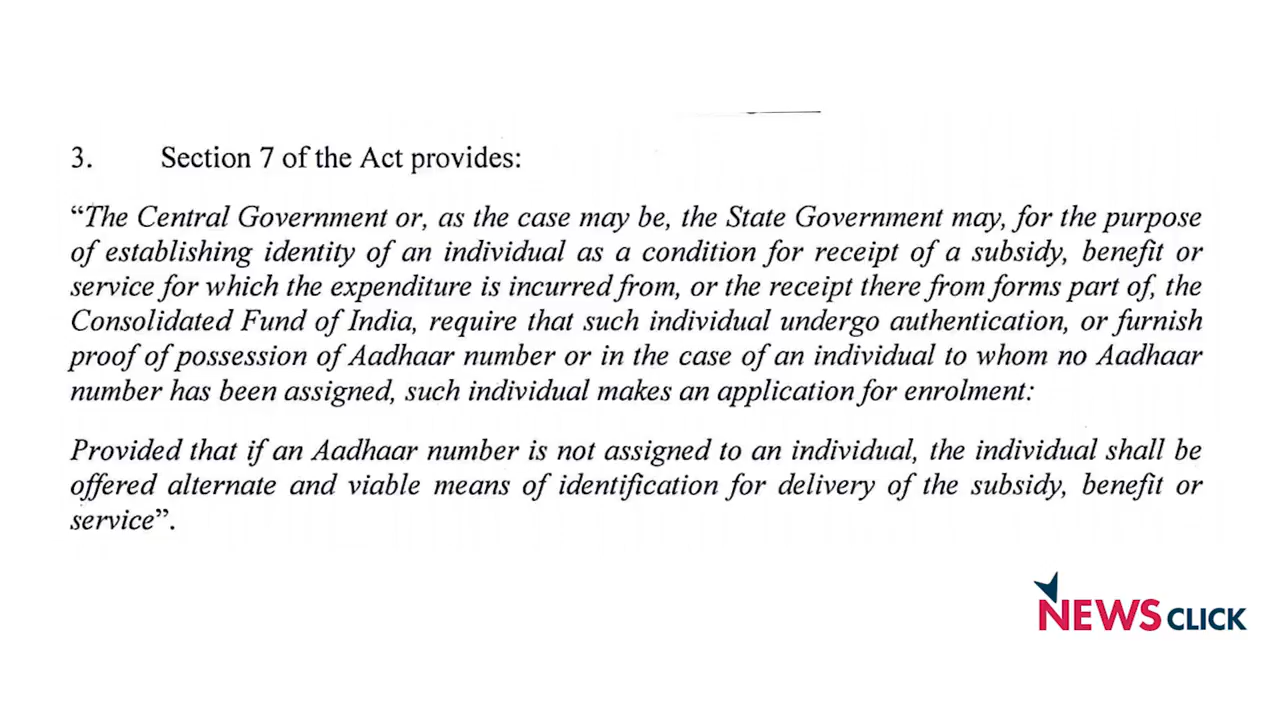 3. Section 7 of the Act provides:
“The Central Government or, as the case may be, the State Government may, for the purpose
of establishing identity of an individual as a condition for receipt of a subsidy, benefit or
service for which the expenditure is incurred from, or the receipt there from forms part of, the
Consolidated Fund of India, require that such individual undergo authentication, or furnish
proof of possession of Aadhaar number or in the case of an individual to whom no Aadhaar
number has been assigned, such individual makes an application for enrolment:
Provided that if an Aadhaar number is not assigned to an individual, the individual shall be
offered alternate and viable means of identification for delivery of the subsidy, benefit or
service”.
NEWS CLICK